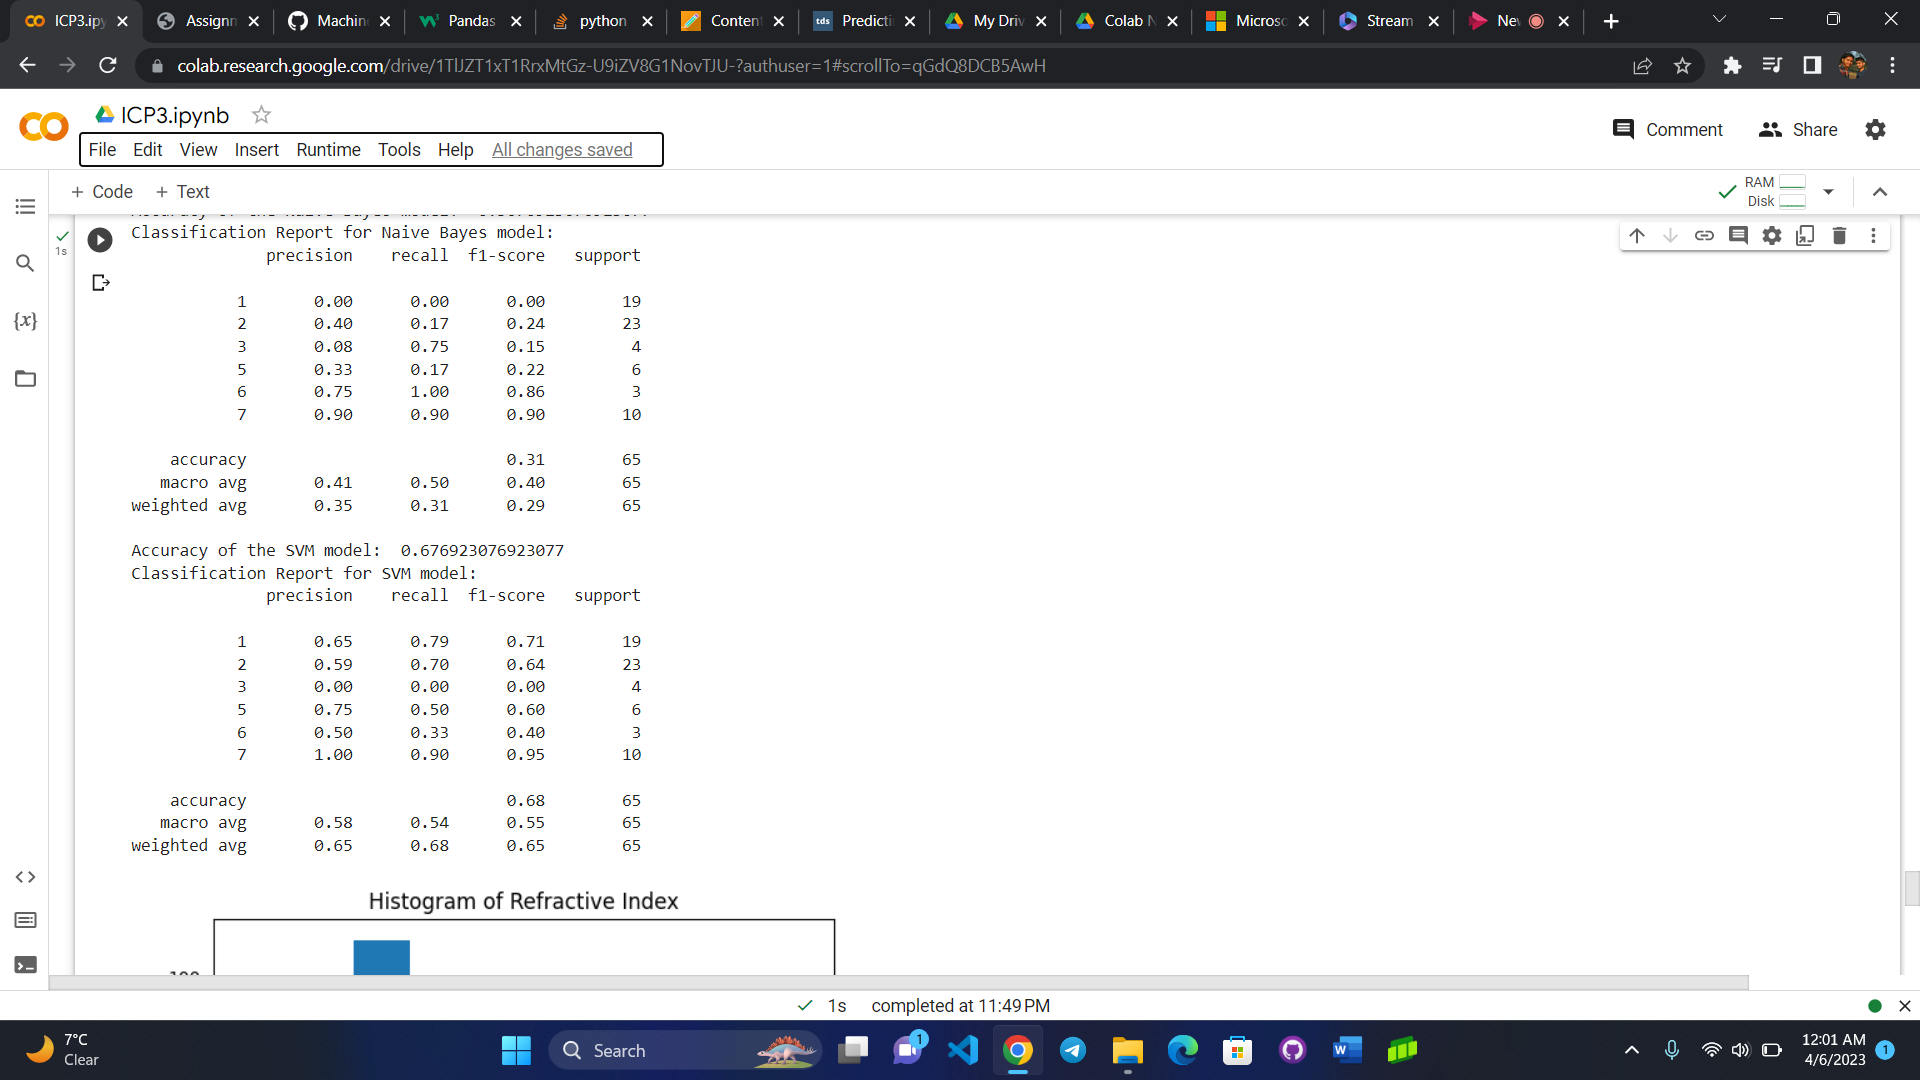 ICP3.ipy
Assignm
Machin
Pandas
python
Content
tds Predicti
My Driv
Colab N
Microso
Stream
Nev
colab.research.google.com/drive/1TlJZT1xT1RrxMtGz-U9iZV8G1NovTJU-?authuser=1#scrollTo=qGdQ8DCB5AwH
ICP3.ipynb
File Edit View Insert Runtime Tools Help All changes saved
Comment Share
+ Code + Text
RAM
Disk
1s
Classification Report for Naive Bayes model:
precision recall f1-score support
1 0.00 0.00 0.00 19
2 0.40 0.17 0.24 23
3 0.08 0.75 0.15 4
5 0.33 0.17 0.22 6
6 0.75 1.00 0.86 3
7 0.90 0.90 0.90 10
accuracy 0.31 65
macro avg 0.41 0.50 0.40 65
weighted avg 0.35 0.31 0.29 65
Accuracy of the SVM model: 0.676923076923077
Classification Report for SVM model:
precision recall f1-score support
1 0.65 0.79 0.71 19
2 0.59 0.70 0.64 23
3 0.00 0.00 0.00 4
5 0.75 0.50 0.60 6
6 0.50 0.33 0.40 3
7 1.00 0.90 0.95 10
accuracy 0.68 65
macro avg 0.58 0.54 0.55 65
weighted avg 0.65 0.68 0.65 65
Histogram of Refractive Index
1s completed at 11:49 PM
7°C
Clear
Search
1
12:01 AM
4/6/2023
1